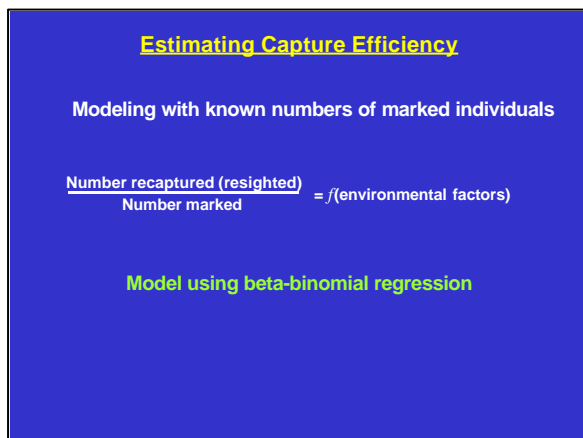 Estimating Capture Efficiency
Modeling with known numbers of marked individuals
Number recaptured (resighted)
Number marked
= f(environmental factors)
Model using beta-binomial regression